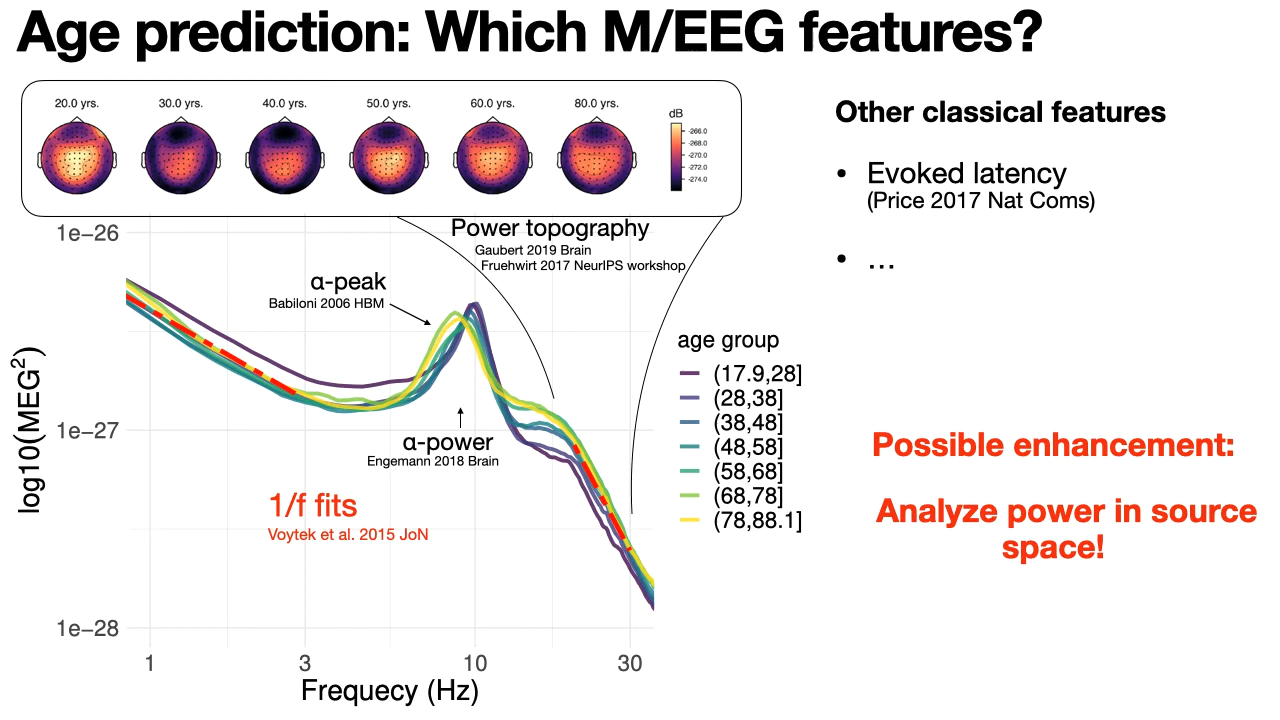 Age prediction: Which M/EEG features?
20.0 yrs. 30.0 yrs. 40.0 yrs. 50.0 yrs. 60.0 yrs. 80.0 yrs.
dB
-266.0
-268.0
-270.0
-272.0
-274.0
Power topography
Gaubert 2019 Brain
Fruehwirt 2017 NeurIPS workshop
α-peak
Babiloni 2006 HBM
α-power
Engemann 2018 Brain
1/f fits
Voytek et al. 2015 JoN
log10(MEG²)
1e-26
1e-27
1e-28
1 3 10 30
Frequecy (Hz)
age group
(17.9,28]
(28,38]
(38,48]
(48,58]
(58,68]
(68,78]
(78,88.1]
Other classical features
• Evoked latency
(Price 2017 Nat Coms)
• …
Possible enhancement:
Analyze power in source
space!